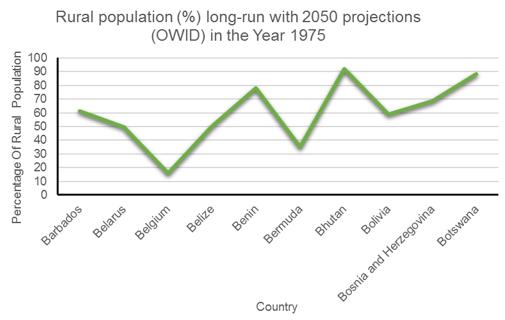 Rural population (%) long-run with 2050 projections
(OWID) in the Year 1975
Percentage Of Rural Population
100
90
80
70
60
50
40
30
20
10
0
Barbados
Belarus
Belgium
Belize
Benin
Bermuda
Bhutan
Bolivia
Bosnia and Herzegovina
Botswana
Country